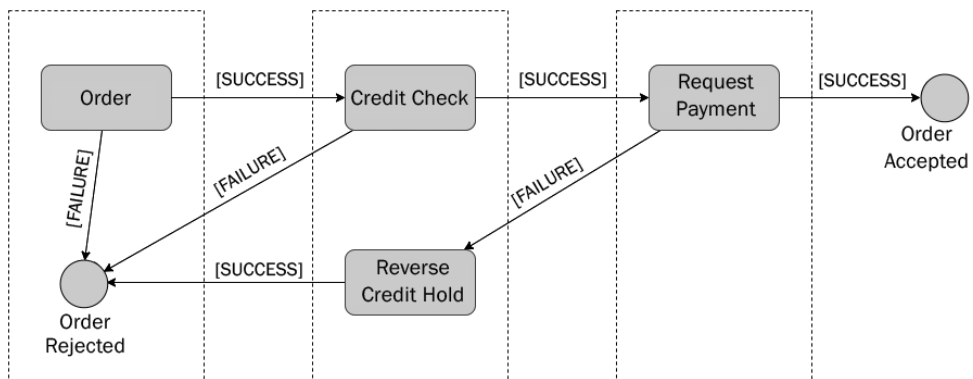 Order
[SUCCESS]
Credit Check
[SUCCESS]
Request
Payment
[SUCCESS]
Order
Accepted
[FAILURE]
[FAILURE]
[FAILURE]
Order
Rejected
[SUCCESS]
Reverse
Credit Hold